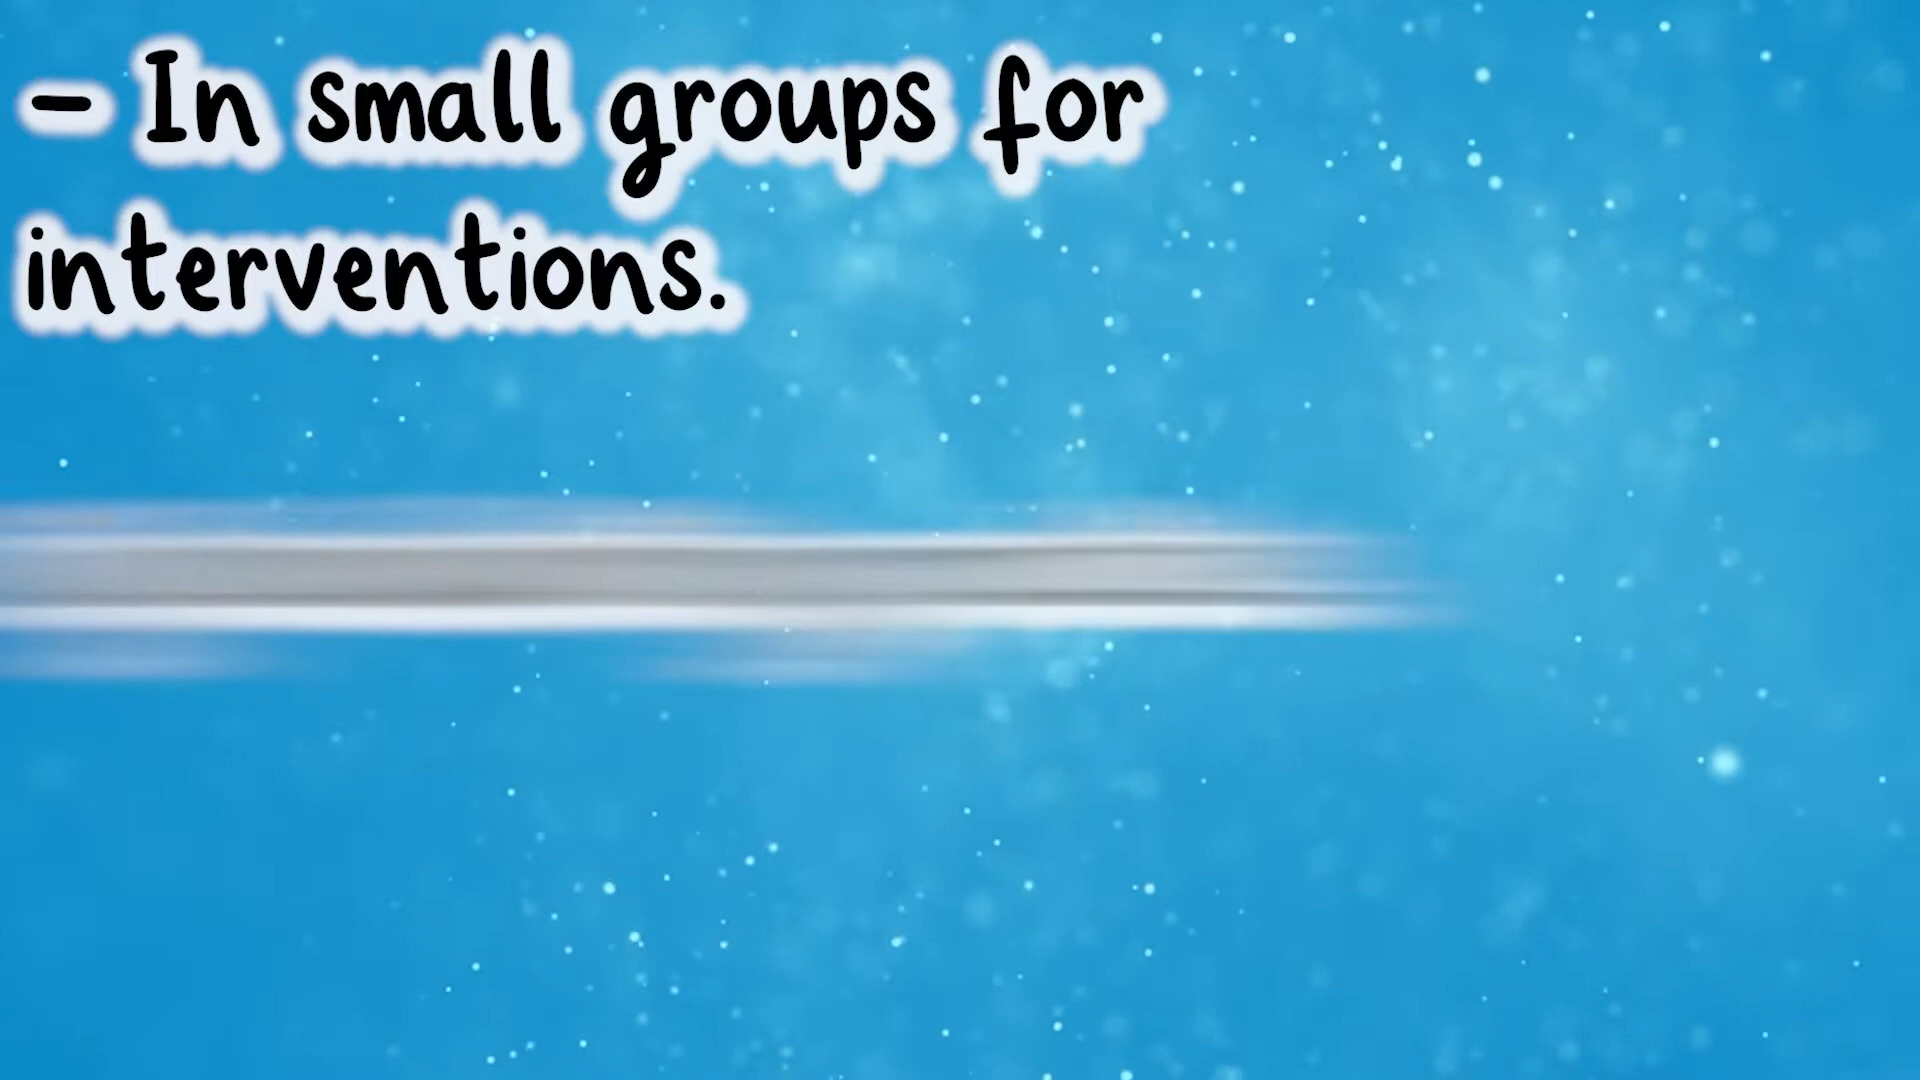 - In small groups for
interventions.